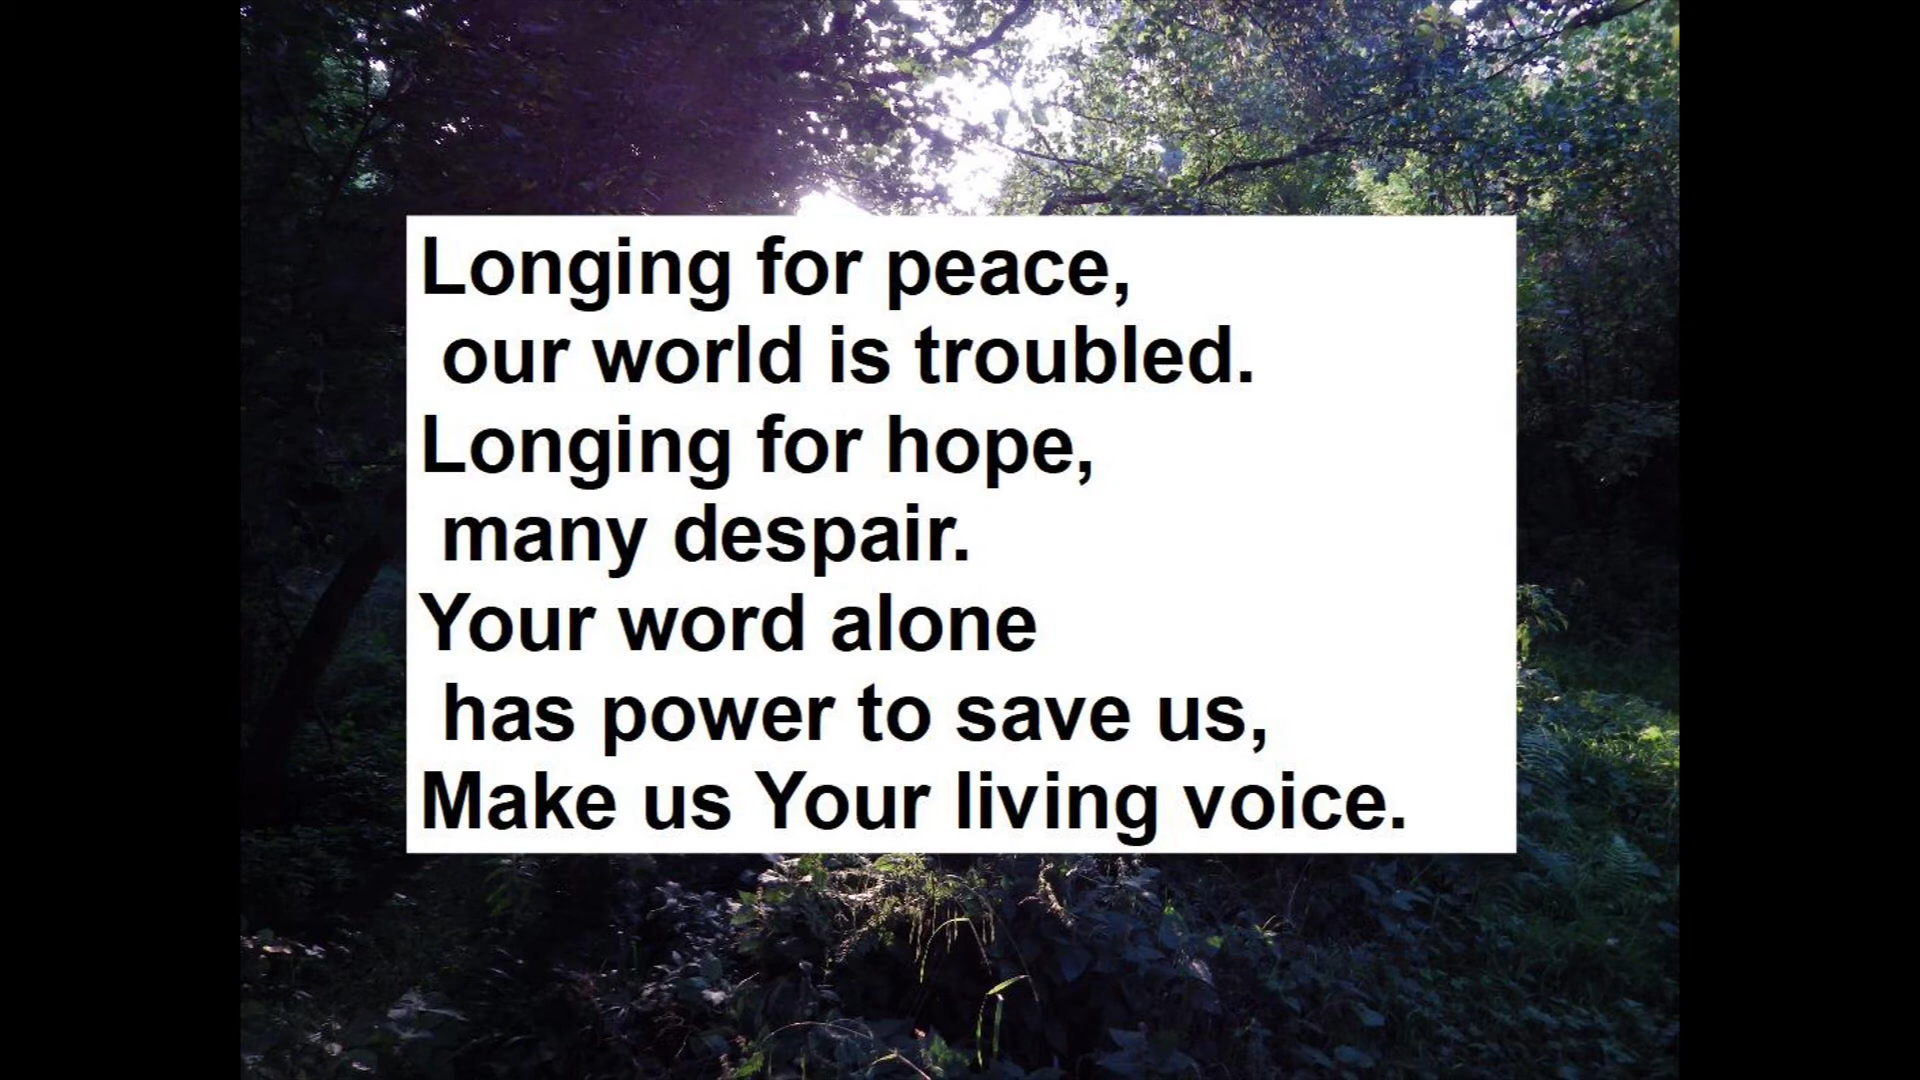 Longing for peace,
our world is troubled.
Longing for hope,
many despair.
Your word alone
has power to save us,
Make us Your living voice.